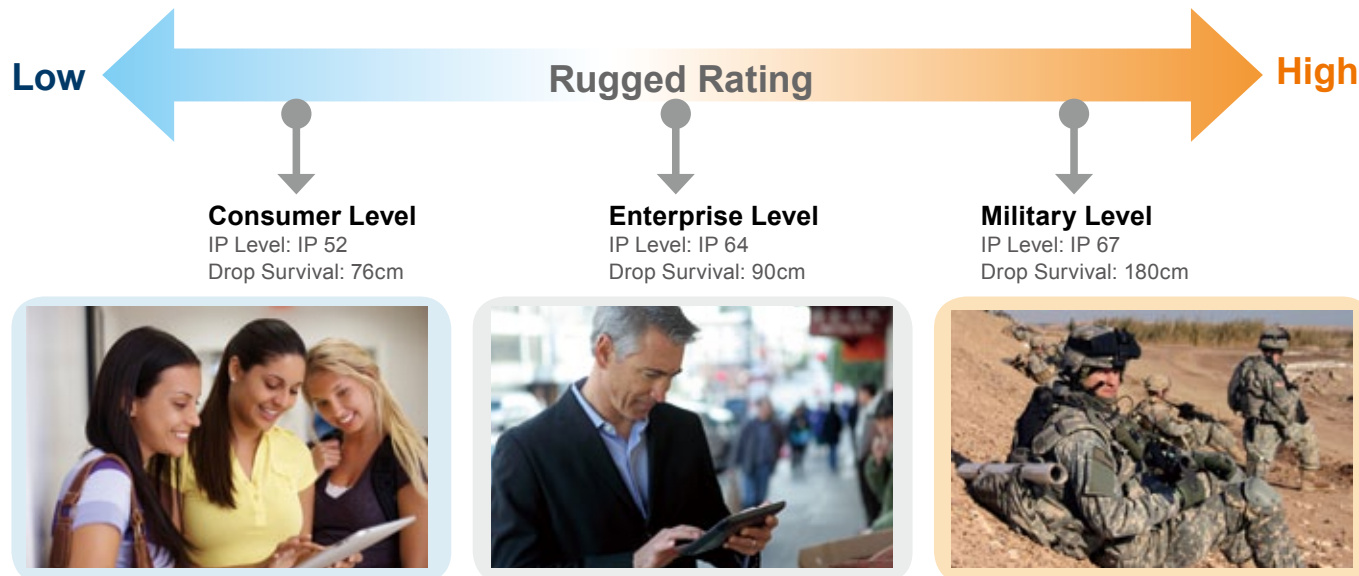 Low
Rugged Rating
High
Consumer Level
IP Level: IP 52
Drop Survival: 76cm
Enterprise Level
IP Level: IP 64
Drop Survival: 90cm
Military Level
IP Level: IP 67
Drop Survival: 180cm